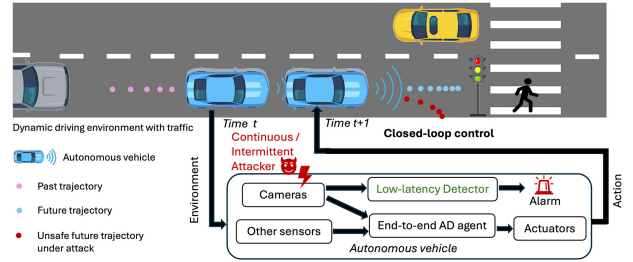 Time t
Time t+1
Dynamic driving environment with traffic
Continuous /
Intermittent
Attacker
Closed-loop control
Autonomous vehicle
Past trajectory
Future trajectory
Unsafe future trajectory
under attack
Environment
Cameras
Low-latency Detector
Alarm
Other sensors
End-to-end AD agent
Actuators
Autonomous vehicle
Action